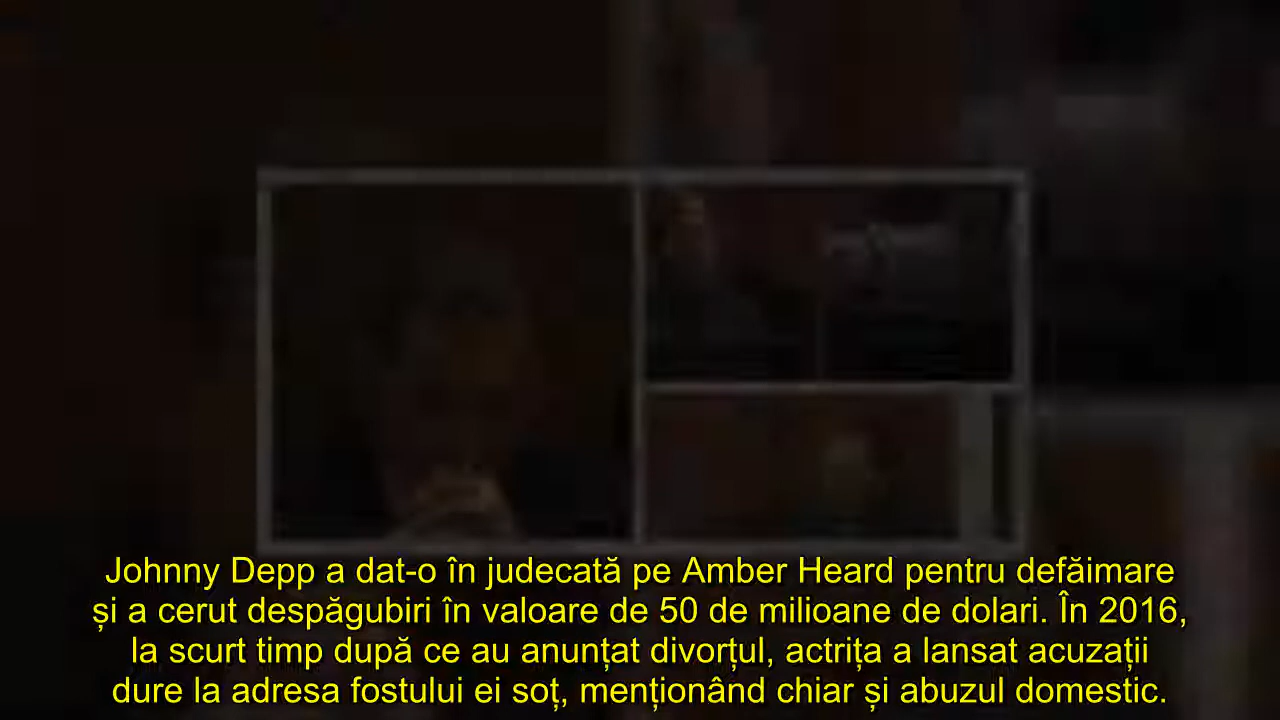 Johnny Depp a dat-o în judecată pe Amber Heard pentru defăimare
și a cerut despăgubiri în valoare de 50 de milioane de dolari. În 2016,
la scurt timp după ce au anunțat divorțul, actrița a lansat acuzații
dure la adresa fostului ei soț, menționând chiar și abuzul domestic.